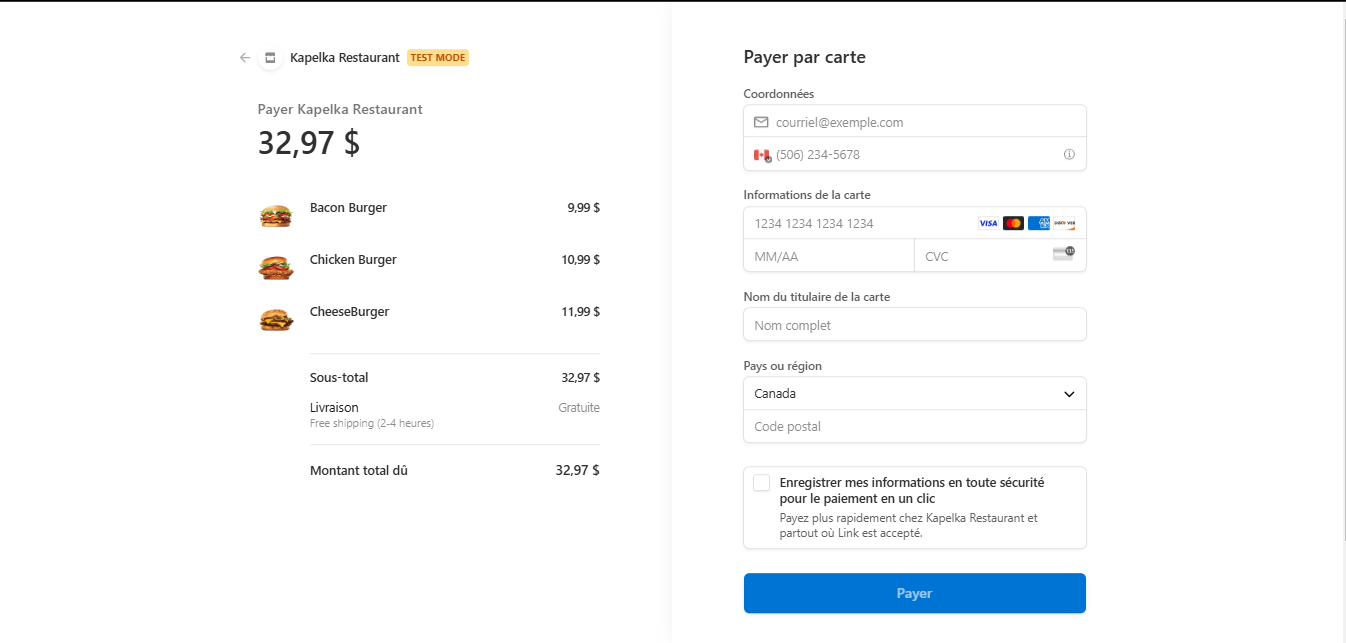 Kapelka Restaurant TEST MODE
Payer Kapelka Restaurant
32,97 $
Bacon Burger 9,99 $
Chicken Burger 10,99 $
CheeseBurger 11,99 $
Sous-total 32,97 $
Livraison Gratuite
Free shipping (2-4 heures)
Montant total dû 32,97 $
Payer par carte
Coordonnées
courriel@exemple.com
(506) 234-5678
Informations de la carte
1234 1234 1234 1234 VISA
MM/AA CVC
Nom du titulaire de la carte
Nom complet
Pays ou région
Canada
Code postal
Enregistrer mes informations en toute sécurité
pour le paiement en un clic
Payez plus rapidement chez Kapelka Restaurant et
partout où Link est accepté.
Payer